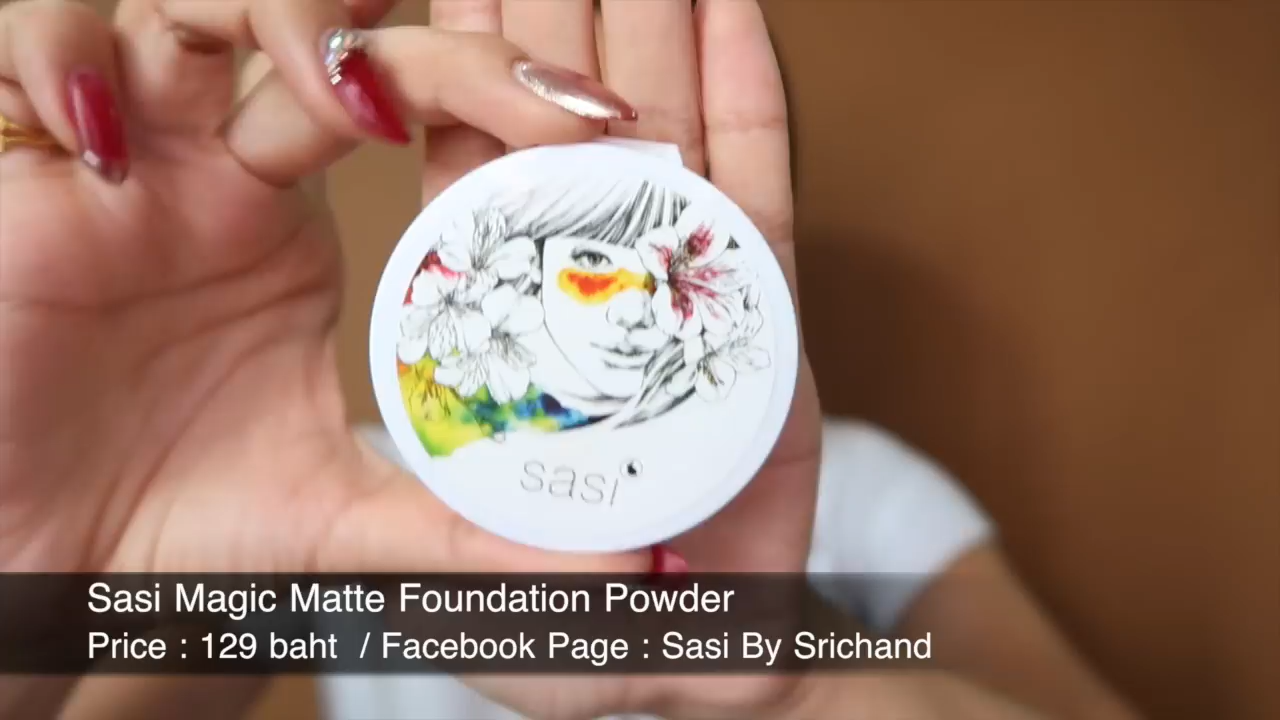 sasi
Sasi Magic Matte Foundation Powder
Price : 129 baht / Facebook Page : Sasi By Srichand